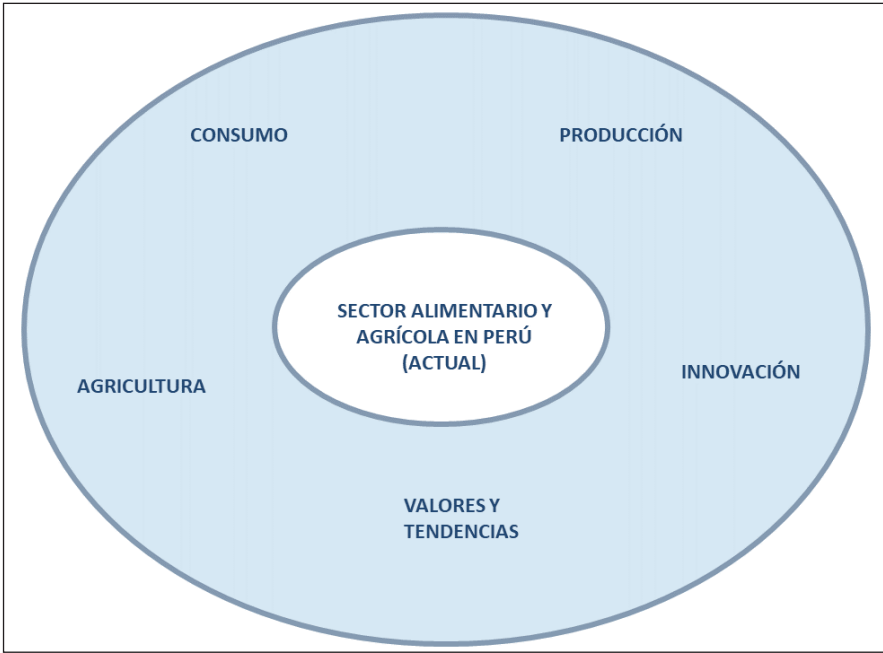 CONSUMO
PRODUCCIÓN
SECTOR ALIMENTARIO Y
AGRÍCOLA EN PERÚ
(ACTUAL)
AGRICULTURA
INNOVACIÓN
VALORES Y
TENDENCIAS